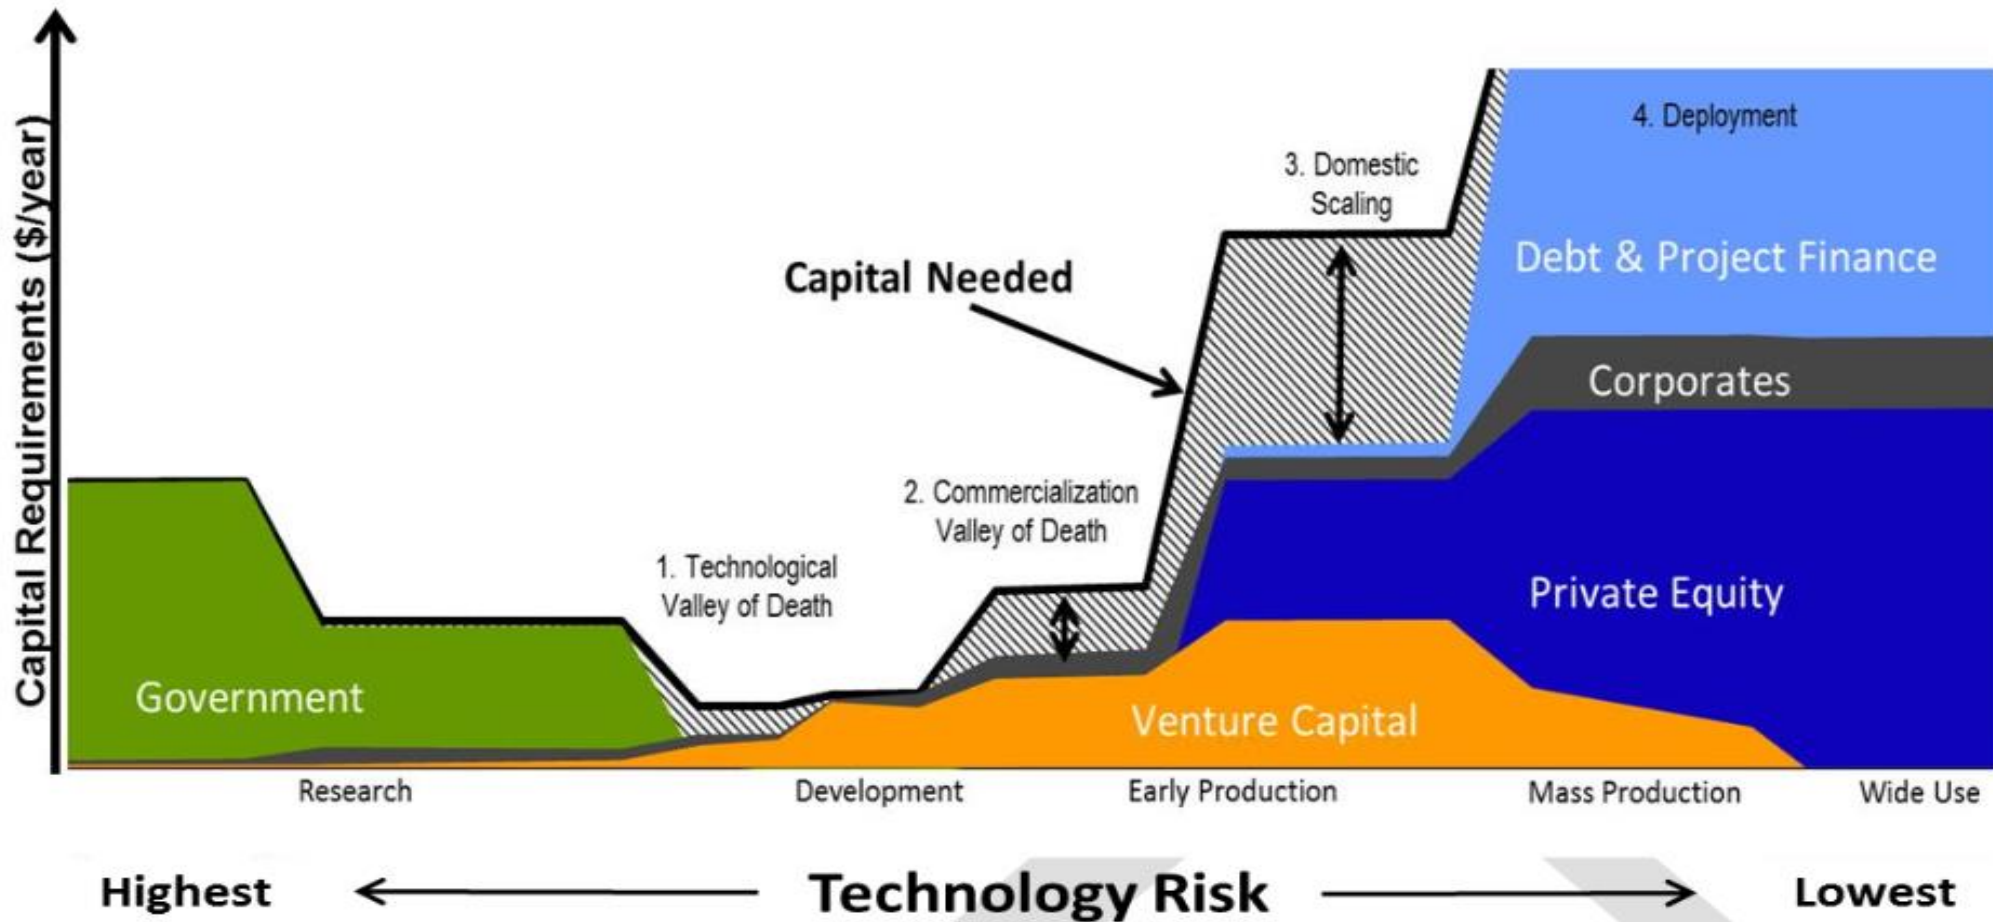 Capital Requirements ($/year)
4. Deployment
3. Domestic
Scaling
Debt & Project Finance
Capital Needed
Corporates
2. Commercialization
Valley of Death
1. Technological
Valley of Death
Private Equity
Government
Venture Capital
Research
Development
Early Production
Mass Production
Wide Use
Highest
Technology Risk
Lowest